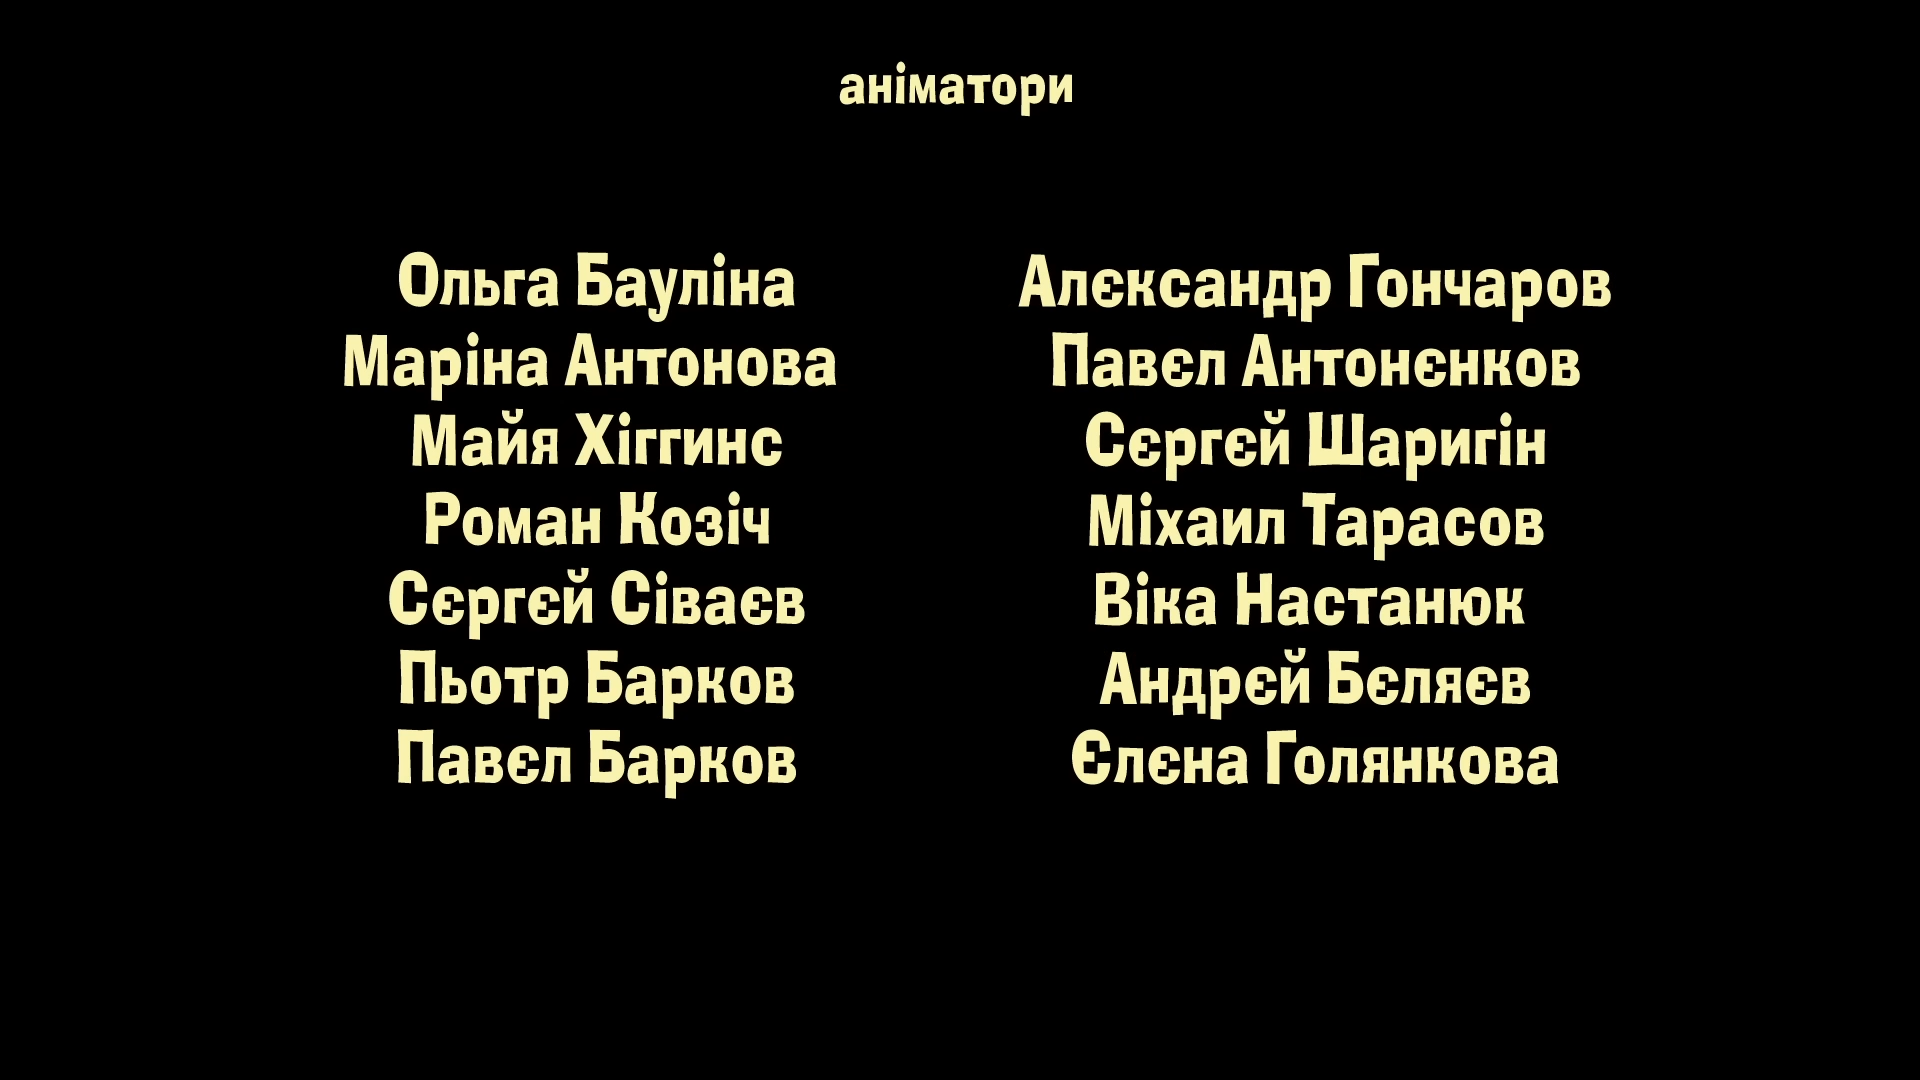 аніматори
Ольга Бауліна
Маріна Антонова
Майя Хіггинс
Роман Козіч
Сєргєй Сіваєв
Пьотр Барков
Павєл Барков
Алєксандр Гончаров
Павєл Антонєнков
Сєргєй Шаригін
Міхаил Тарасов
Віка Настанюк
Андрєй Бєляєв
Єлєна Голянкова